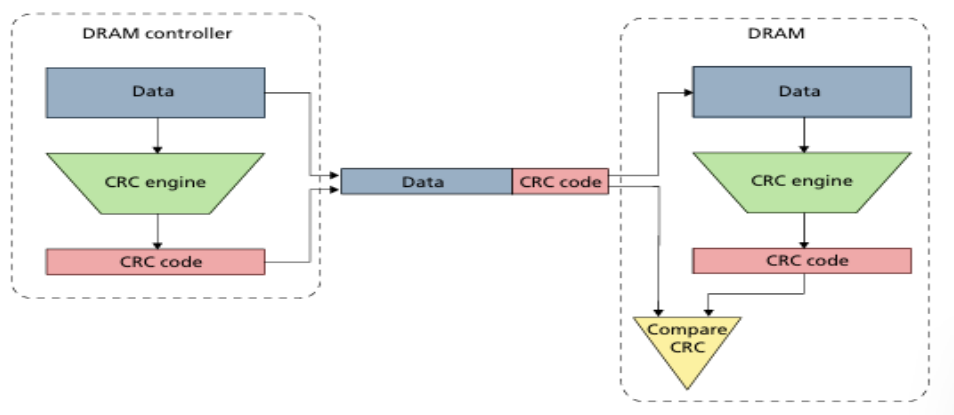 DRAM controller
Data
CRC engine
CRC code
Data
CRC code
DRAM
Data
CRC engine
CRC code
Compare
CRC